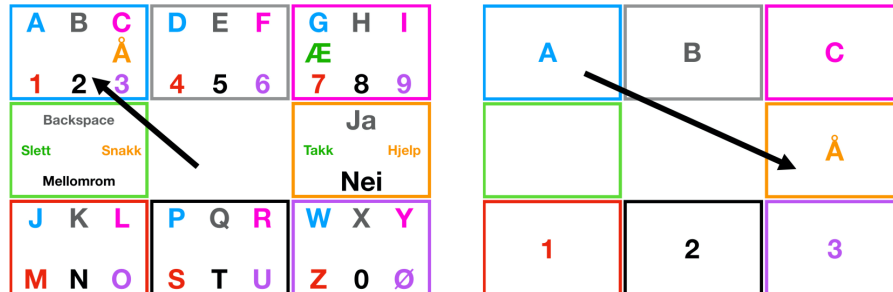 A B C D E F G H I
Å Æ
1 2 3 4 5 6 7 8 9
Backspace
Slett Snakk
Mellomrom
Ja
Takk Hjelp
Nei
J K L P Q R W X Y
M N O S T U Z 0 Ø
A B C
Å
1 2 3